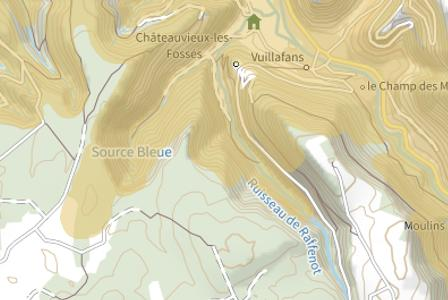 Châteauvieux-les-
Fossés
Vuillafans
le Champ des M
Source Bleue
Ruisseau de Raffenot
Moulins